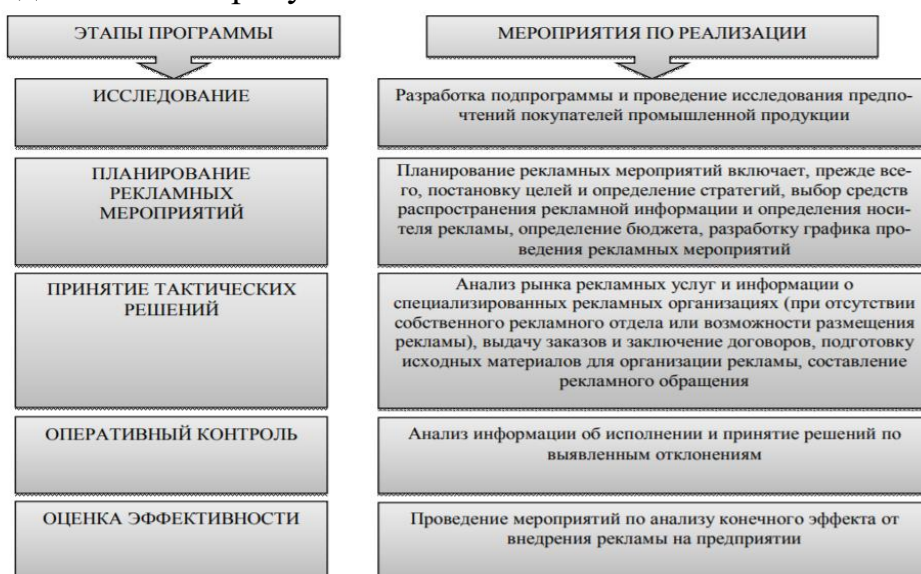 ЭТАПЫ ПРОГРАММЫ
МЕРОПРИЯТИЯ ПО РЕАЛИЗАЦИИ
ИССЛЕДОВАНИЕ
Разработка подпрограммы и проведение исследования предпо-
чтений покупателей промышленной продукции
ПЛАНИРОВАНИЕ
РЕКЛАМНЫХ
МЕРОПРИЯТИЙ
Планирование рекламных мероприятий включает, прежде все-
го, постановку целей и определение стратегий, выбор средств
распространения рекламной информации и определения носи-
теля рекламы, определение бюджета, разработку графика про-
ведения рекламных мероприятий
ПРИНЯТИЕ ТАКТИЧЕСКИХ
РЕШЕНИЙ
Анализ рынка рекламных услуг и информации о
специализированных рекламных организациях (при отсутствии
собственного рекламного отдела или возможности размещения
рекламы), выдачу заказов и заключение договоров, подготовку
исходных материалов для организации рекламы, составление
рекламного обращения
ОПЕРАТИВНЫЙ КОНТРОЛЬ
Анализ информации об исполнении и принятие решений по
выявленным отклонениям
ОЦЕНКА ЭФФЕКТИВНОСТИ
Проведение мероприятий по анализу конечного эффекта от
внедрения рекламы на предприятии